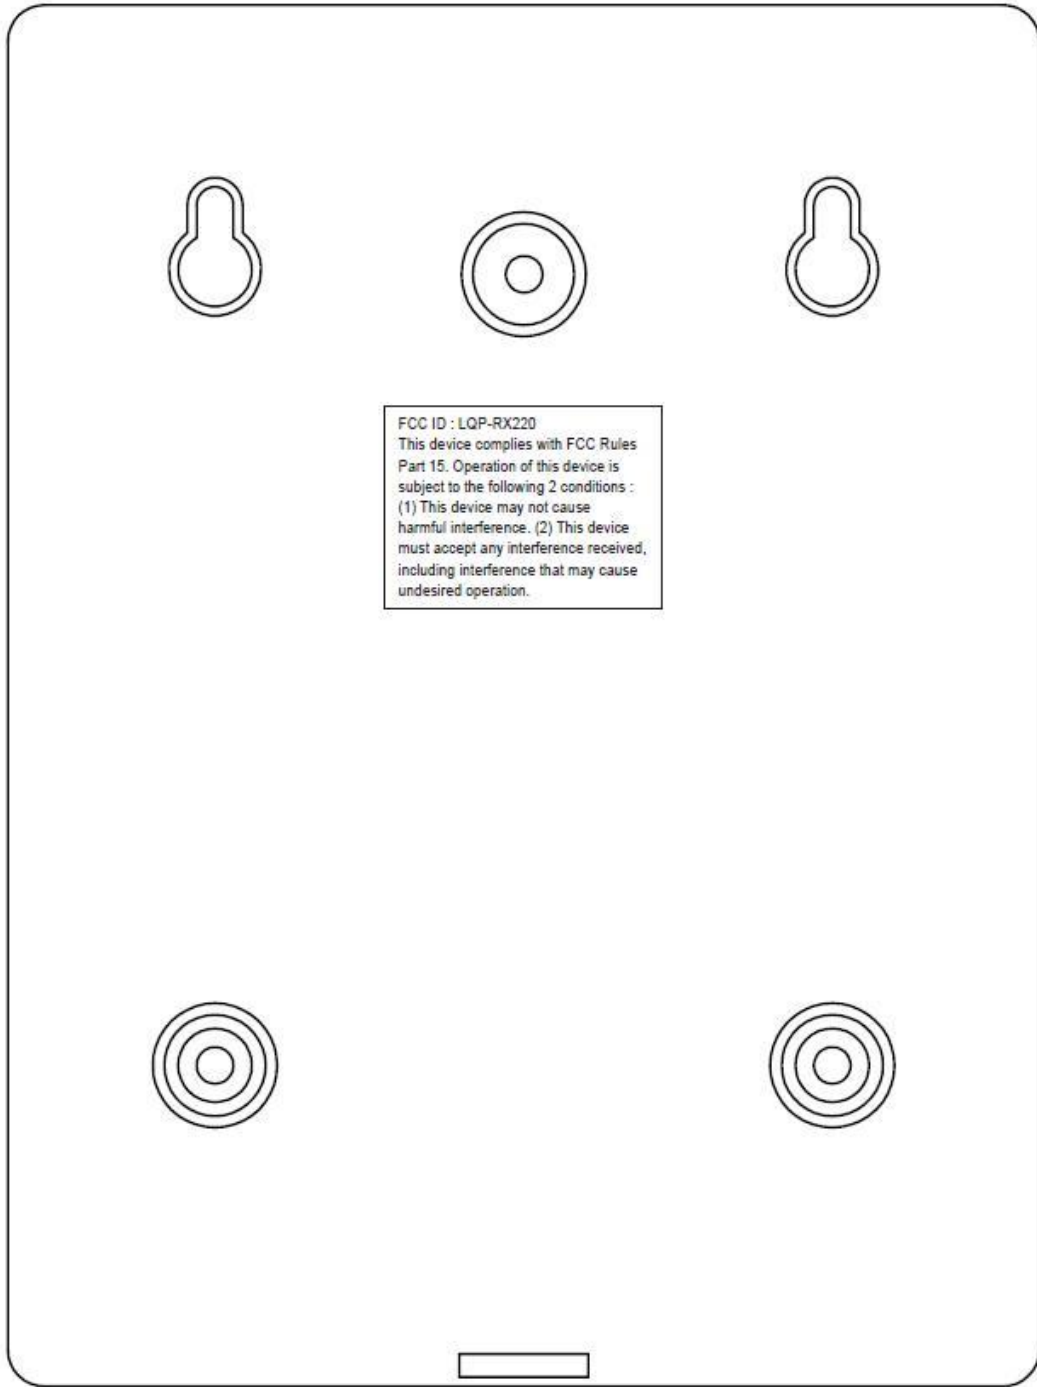 FCC ID : LQP-RX220
This device complies with FCC Rules
Part 15. Operation of this device is
subject to the following 2 conditions :
(1) This device may not cause
harmful interference. (2) This device
must accept any interference received,
including interference that may cause
undesired operation.